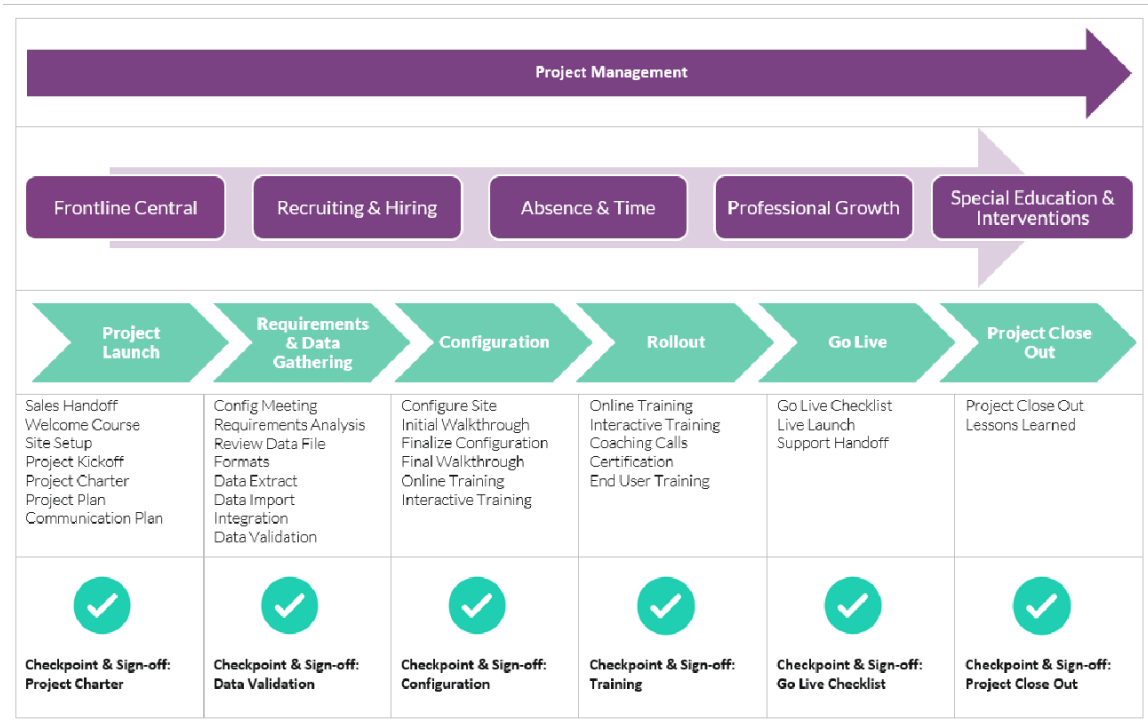 Project Management
Frontline Central
Recruiting & Hiring
Absence & Time
Professional Growth
Special Education &
Interventions
Project
Launch
Requirements
& Data
Gathering
Configuration
Rollout
Go Live
Project Close
Out
Sales Handoff
Welcome Course
Site Setup
Project Kickoff
Project Charter
Project Plan
Communication Plan
Config Meeting
Requirements Analysis
Review Data File
Formats
Data Extract
Data Import
Integration
Data Validation
Configure Site
Initial Walkthrough
Finalize Configuration
Final Walkthrough
Online Training
Interactive Training
Online Training
Interactive Training
Coaching Calls
Certification
End User Training
Go Live Checklist
Live Launch
Support Handoff
Project Close Out
Lessons Learned
Checkpoint & Sign-off:
Project Charter
Checkpoint & Sign-off:
Data Validation
Checkpoint & Sign-off:
Configuration
Checkpoint & Sign-off:
Training
Checkpoint & Sign-off:
Go Live Checklist
Checkpoint & Sign-off:
Project Close Out